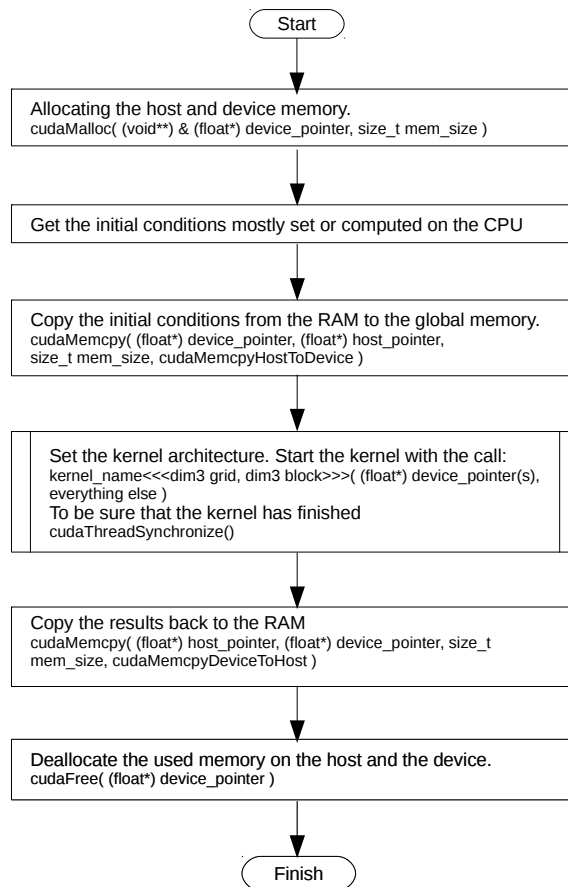 Start
Allocating the host and device memory.
cudaMalloc( (void**) & (float*) device_pointer, size_t mem_size )
Get the initial conditions mostly set or computed on the CPU
Copy the initial conditions from the RAM to the global memory.
cudaMemcpy( (float*) device_pointer, (float*) host_pointer,
size_t mem_size, cudaMemcpyHostToDevice )
Set the kernel architecture. Start the kernel with the call:
kernel_name<<<dim3 grid, dim3 block>>>( (float*) device_pointer(s),
everything else )
To be sure that the kernel has finished
cudaThreadSynchronize()
Copy the results back to the RAM
cudaMemcpy( (float*) host_pointer, (float*) device_pointer, size_t
mem_size, cudaMemcpyDeviceToHost )
Deallocate the used memory on the host and the device.
cudaFree( (float*) device_pointer )
Finish